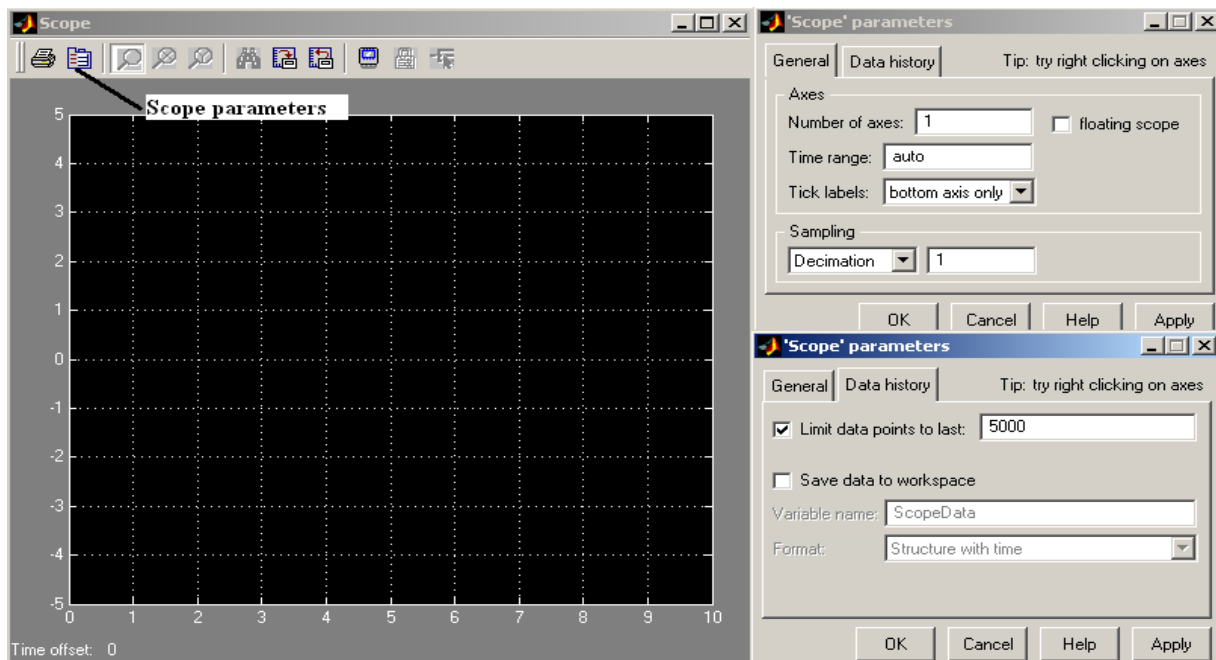 Scope
Scope parameters
5
4
3
2
1
0
-1
-2
-3
-4
-5
0 1 2 3 4 5 6 7 8 9 10
Time offset: 0
'Scope' parameters
General Data history Tip: try right clicking on axes
Axes
Number of axes: 1 floating scope
Time range: auto
Tick labels: bottom axis only
Sampling
Decimation 1
OK Cancel Help Apply
'Scope' parameters
General Data history Tip: try right clicking on axes
Limit data points to last: 5000
Save data to workspace
Variable name: ScopeData
Format: Structure with time
OK Cancel Help Apply